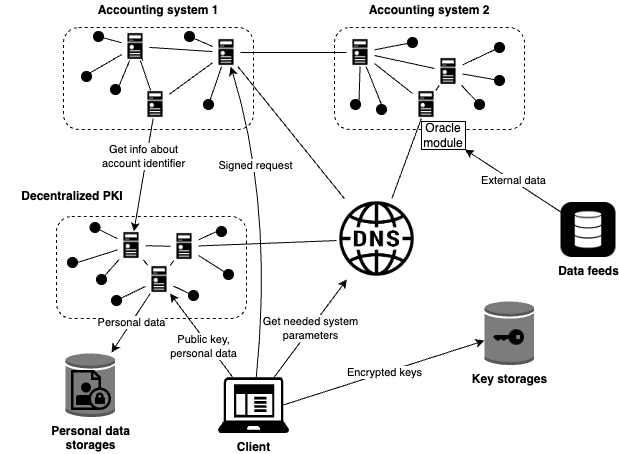 Accounting system 1
Accounting system 2
Oracle
module
Get info about
account identifier
Signed request
External data
Decentralized PKI
DNS
Data feeds
Personal data
Public key,
personal data
Get needed system
parameters
Encrypted keys
Key storages
Personal data
storages
Client